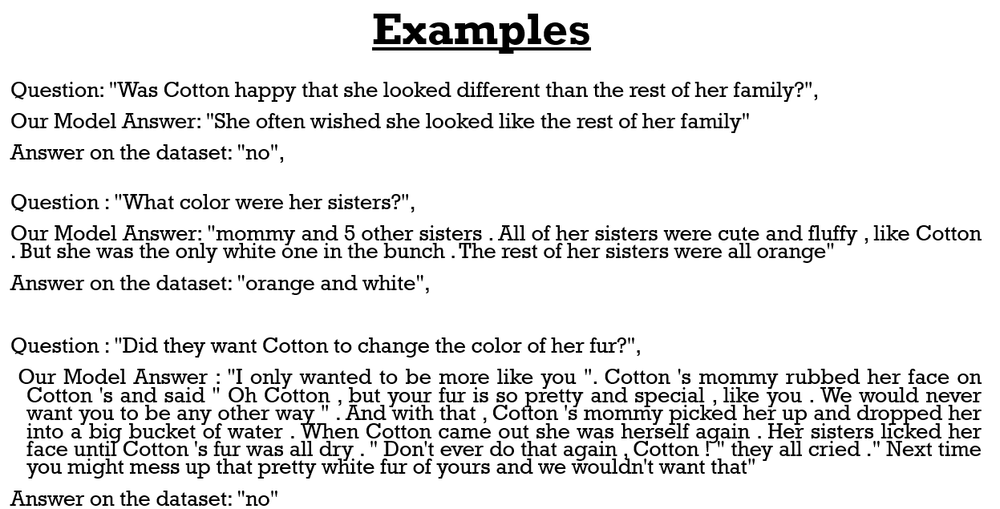 Examples
Question: "Was Cotton happy that she looked different than the rest of her family?",
Our Model Answer: "She often wished she looked like the rest of her family"
Answer on the dataset: "no",
Question : "What color were her sisters?",
Our Model Answer: "mommy and 5 other sisters . All of her sisters were cute and fluffy , like Cotton
. But she was the only white one in the bunch . The rest of her sisters were all orange"
Answer on the dataset: "orange and white",
Question : "Did they want Cotton to change the color of her fur?",
Our Model Answer : "I only wanted to be more like you ". Cotton 's mommy rubbed her face on
Cotton 's and said " Oh Cotton , but your fur is so pretty and special , like you . We would never
want you to be any other way " . And with that , Cotton 's mommy picked her up and dropped her
into a big bucket of water . When Cotton came out she was herself again . Her sisters licked her
face until Cotton 's fur was all dry . " Don't ever do that again , Cotton ! " they all cried ." Next time
you might mess up that pretty white fur of yours and we wouldn't want that"
Answer on the dataset: "no"